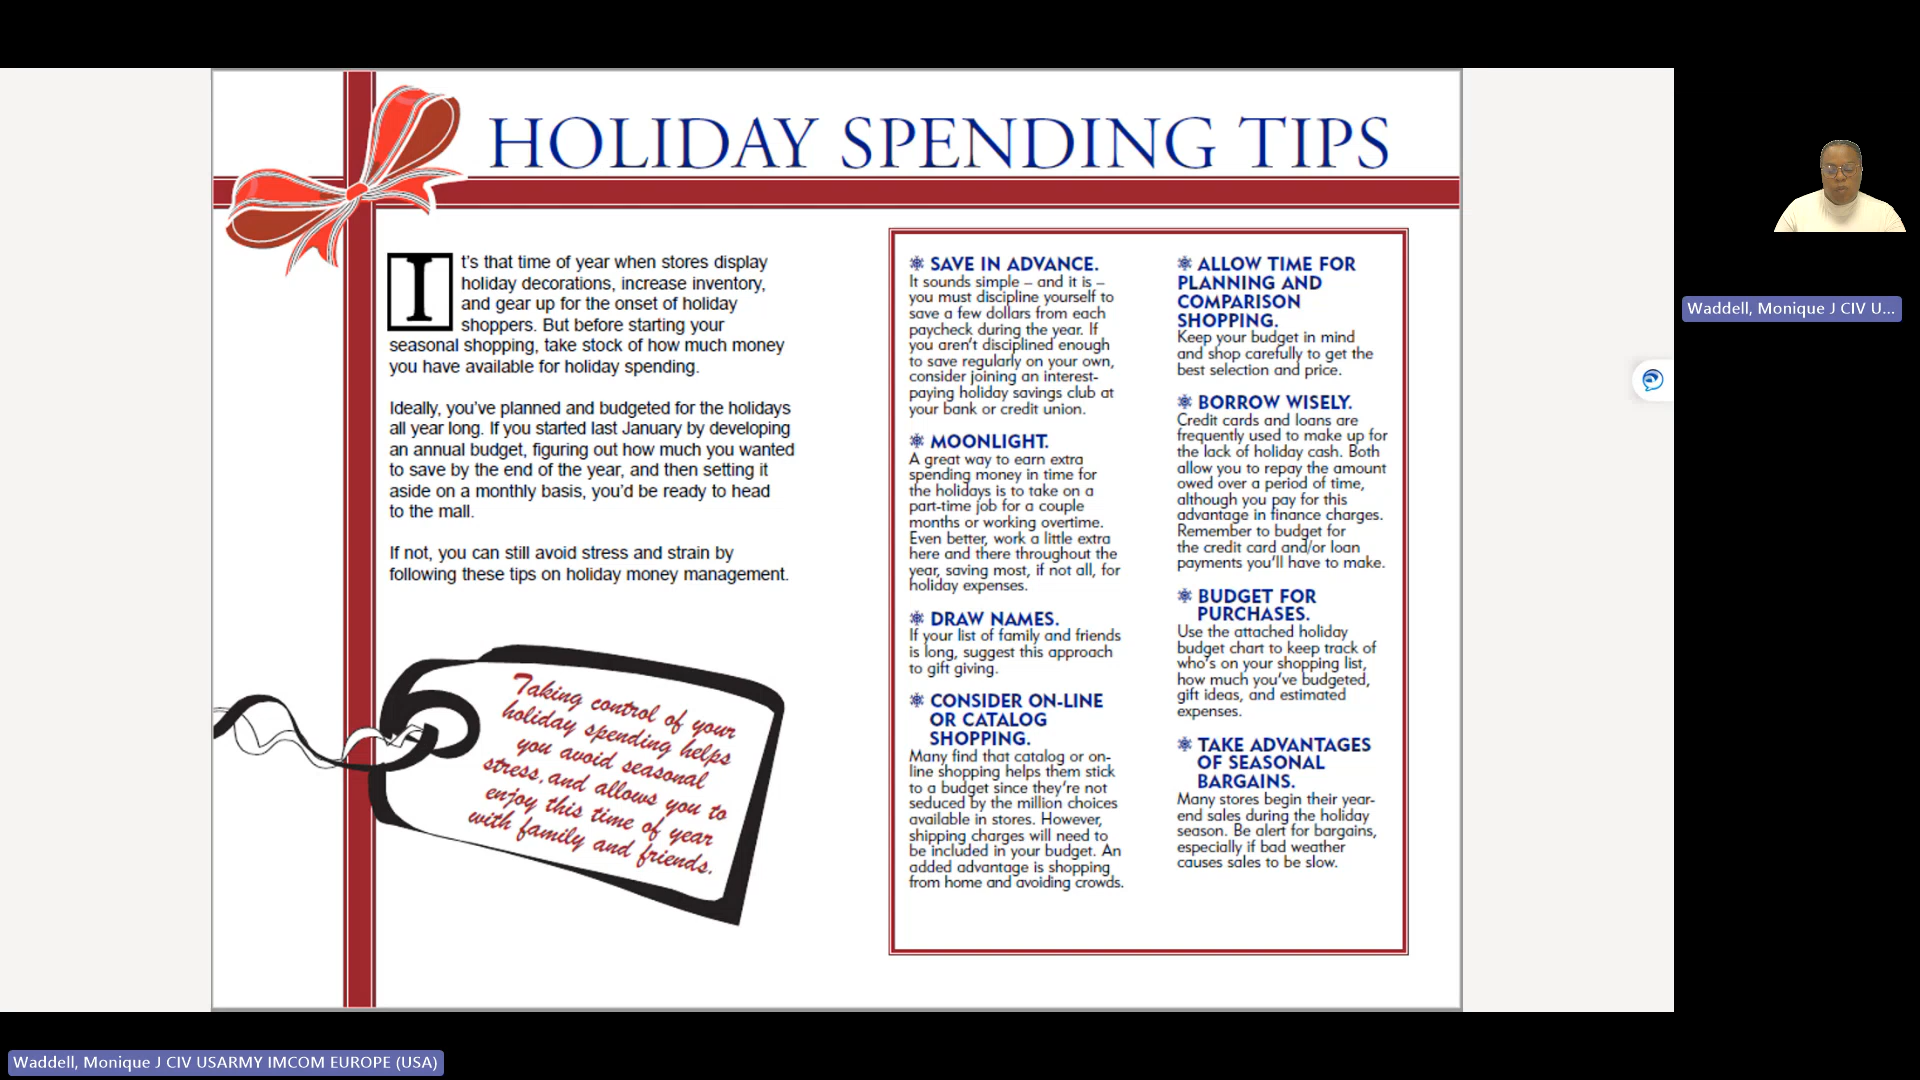 HOLIDAY SPENDING TIPS
It's that time of year when stores display
holiday decorations, increase inventory,
and gear up for the onset of holiday
shoppers. But before starting your
seasonal shopping, take stock of how much money
you have available for holiday spending.
Ideally, you've planned and budgeted for the holidays
all year long. If you started last January by developing
an annual budget, figuring out how much you wanted
to save by the end of the year, and then setting it
aside on a monthly basis, you'd be ready to head
to the mall.
If not, you can still avoid stress and strain by
following these tips on holiday money management.
Taking control of your
holiday spending helps
you avoid seasonal
stress, and allows you to
enjoy this time of year
with family and friends.
SAVE IN ADVANCE.
It sounds simple – and it is –
you must discipline yourself to
save a few dollars from each
paycheck during the year. If
you aren't disciplined enough
to save regularly on your own,
consider joining an interest-
paying holiday savings club at
your bank or credit union.
MOONLIGHT.
A great way to earn extra
spending money in time for
the holidays is to take on a
part-time job for a couple
months or working overtime.
Even better, work a little extra
here and there throughout the
year, saving most, if not all, for
holiday expenses.
DRAW NAMES.
If your list of family and friends
is long, suggest this approach
to gift giving.
CONSIDER ON-LINE
OR CATALOG
SHOPPING.
Many find that catalog or on-
line shopping helps them stick
to a budget since they're not
seduced by the million choices
available in stores. However,
shipping charges will need to
be included in your budget. An
added advantage is shopping
from home and avoiding crowds.
ALLOW TIME FOR
PLANNING AND
COMPARISON
SHOPPING.
Keep your budget in mind
and shop carefully to get the
best selection and price.
BORROW WISELY.
Credit cards and loans are
frequently used to make up for
the lack of holiday cash. Both
allow you to repay the amount
owed over a period of time,
although you pay for this
advantage in finance charges.
Remember to budget for
the credit card and/or loan
payments you'll have to make.
BUDGET FOR
PURCHASES.
Use the attached holiday
budget chart to keep track of
who's on your shopping list,
how much you've budgeted,
gift ideas, and estimated
expenses.
TAKE ADVANTAGES
OF SEASONAL
BARGAINS.
Many stores begin their year-
end sales during the holiday
season. Be alert for bargains,
especially if bad weather
causes sales to be slow.
Waddell, Monique J CIV U...
Waddell, Monique J CIV USARMY IMCOM EUROPE (USA)